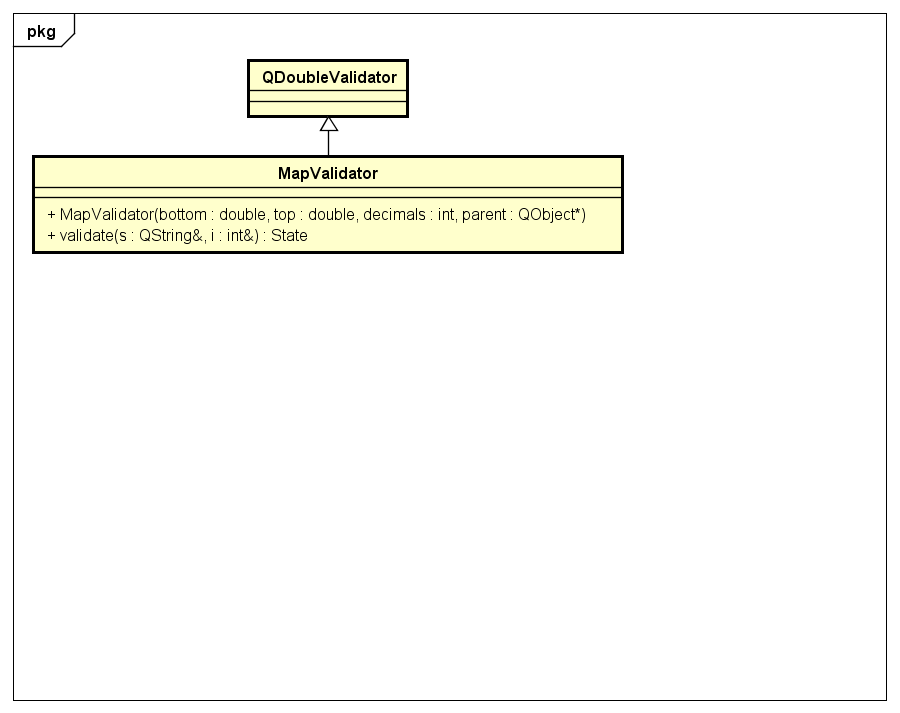 pkg
QDoubleValidator
MapValidator
+ MapValidator(bottom : double, top : double, decimals : int, parent : QObject*)
+ validate(s : QString&, i : int&) : State